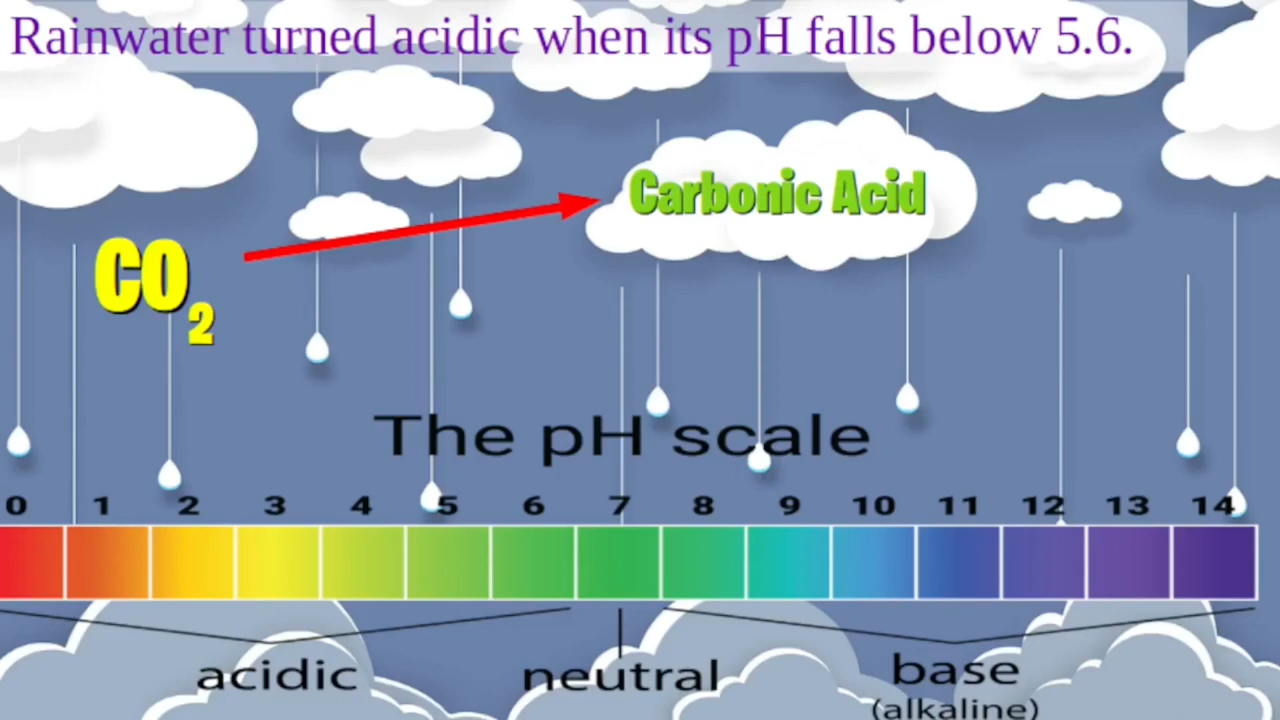 Rainwater turned acidic when its pH falls below 5.6.
Carbonic Acid
CO₂
The pH scale
0 1 2 3 4 5 6 7 8 9 10 11 12 13 14
acidic neutral base
(alkaline)